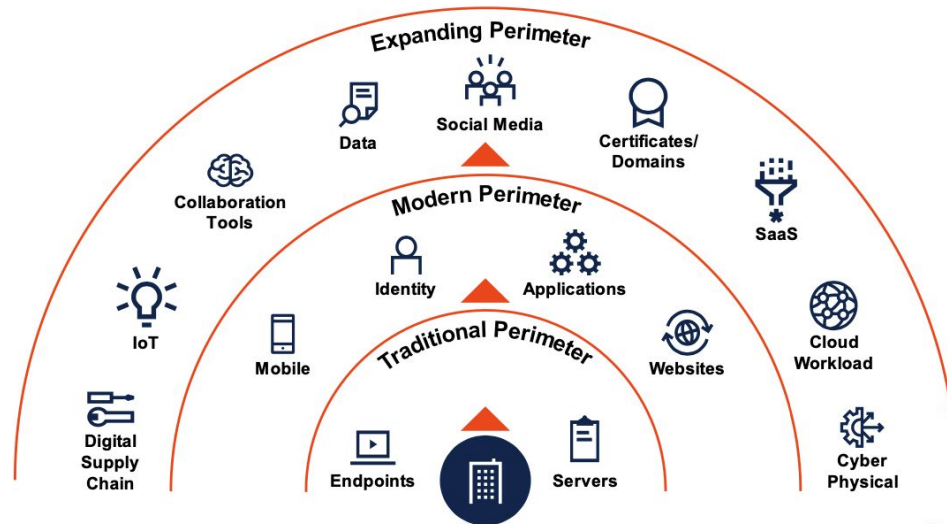 Expanding Perimeter
Social Media
Data
Certificates/
Domains
Collaboration
Tools
SaaS
IoT
Cloud
Workload
Digital
Supply
Chain
Cyber
Physical
Modern Perimeter
Identity
Applications
Mobile
Websites
Traditional Perimeter
Endpoints
Servers